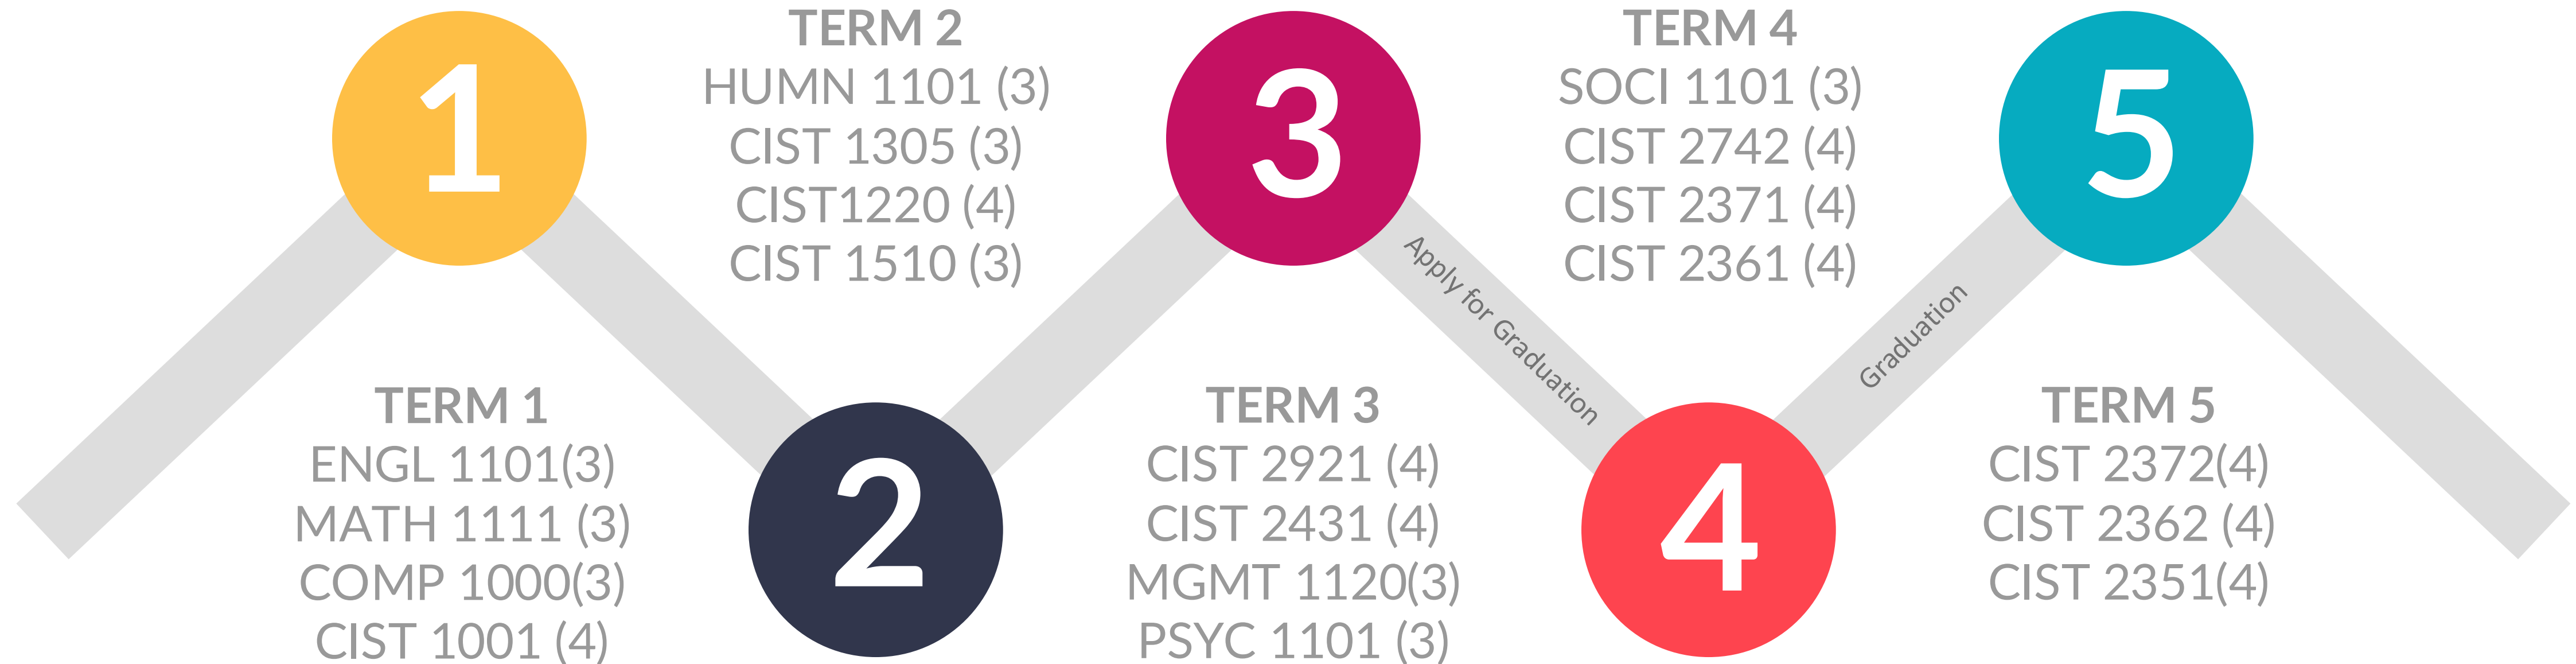 1
TERM 1
ENGL 1101(3)
MATH 1111 (3)
COMP 1000(3)
CIST 1001 (4)
2
TERM 2
HUMN 1101 (3)
CIST 1305 (3)
CIST1220 (4)
CIST 1510 (3)
3
TERM 3
CIST 2921 (4)
CIST 2431 (4)
MGMT 1120(3)
PSYC 1101 (3)
Apply for Graduation
4
TERM 4
SOCI 1101 (3)
CIST 2742 (4)
CIST 2371 (4)
CIST 2361 (4)
Graduation
5
TERM 5
CIST 2372(4)
CIST 2362 (4)
CIST 2351(4)